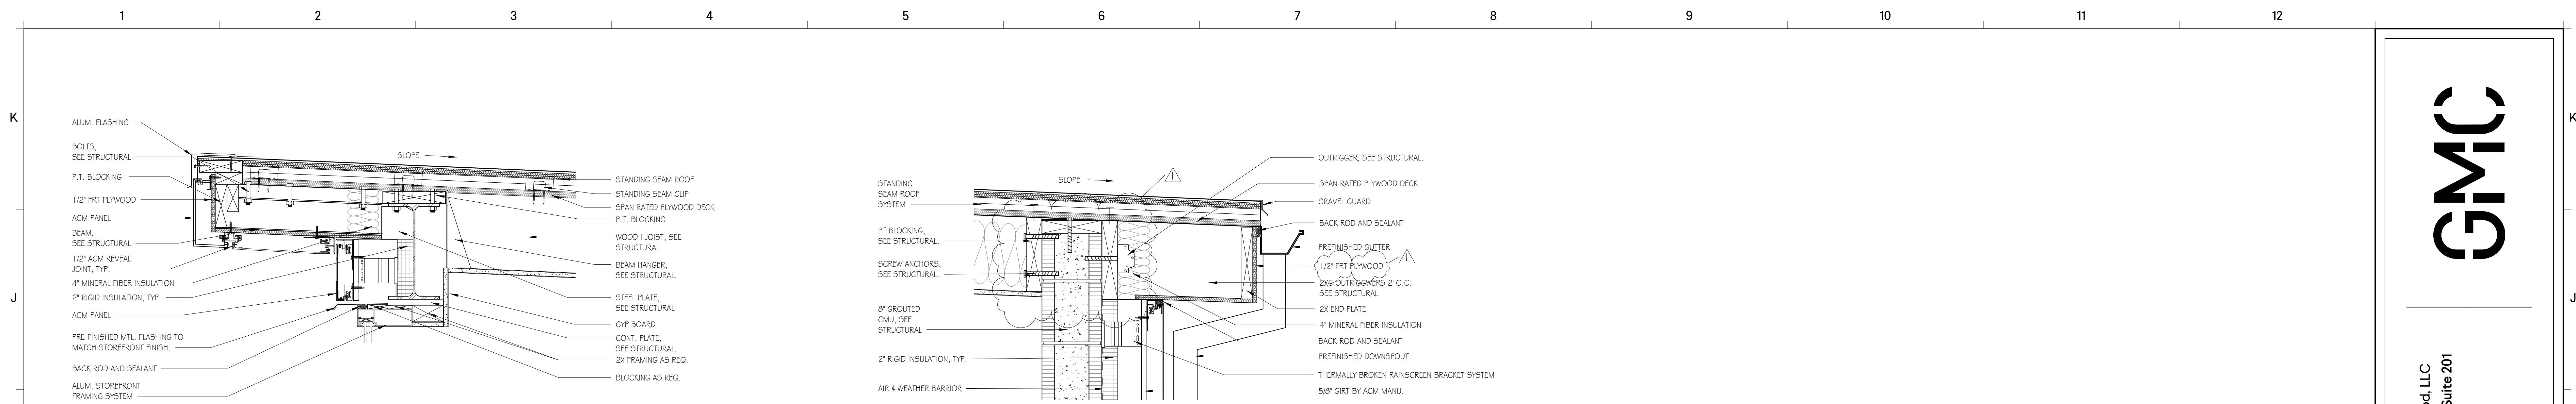 1 2 3 4 5 6 7 8 9 10 11 12
K
J
ALUM. FLASHING
BOLTS,
SEE STRUCTURAL
P.T. BLOCKING
1/2" FRT PLYWOOD
ACM PANEL
BEAM,
SEE STRUCTURAL
1/2" ACM REVEAL
JOINT, TYP.
4" MINERAL FIBER INSULATION
2" RIGID INSULATION, TYP.
ACM PANEL
PRE-FINISHED MTL. FLASHING TO
MATCH STOREFRONT FINISH.
BACK ROD AND SEALANT
ALUM. STOREFRONT
FRAMING SYSTEM
SLOPE
STANDING SEAM ROOF
STANDING SEAM CLIP
SPAN RATED PLYWOOD DECK
P.T. BLOCKING
WOOD I JOIST, SEE
STRUCTURAL
BEAM HANGER,
SEE STRUCTURAL.
STEEL PLATE,
SEE STRUCTURAL
GYP BOARD
CONT. PLATE,
SEE STRUCTURAL.
2X FRAMING AS REQ.
BLOCKING AS REQ.
STANDING
SEAM ROOF
SYSTEM
PT BLOCKING,
SEE STRUCTURAL.
SCREW ANCHORS,
SEE STRUCTURAL.
8" GROUTED
CMU, SEE
STRUCTURAL
2" RIGID INSULATION, TYP.
AIR & WEATHER BARRIOR
SLOPE
1
OUTRIGGER, SEE STRUCTURAL.
SPAN RATED PLYWOOD DECK
GRAVEL GUARD
BACK ROD AND SEALANT
PREFINISHED GUTTER
1/2" FRT PLYWOOD
1
2X6 OUTRIGGWERS 2' O.C.
SEE STRUCTURAL
2X END PLATE
4" MINERAL FIBER INSULATION
BACK ROD AND SEALANT
PREFINISHED DOWNSPOUT
THERMALLY BROKEN RAINSCREEN BRACKET SYSTEM
5/8" GIRT BY ACM MANU.
GMC
od, LLC
Suite 201
K
J